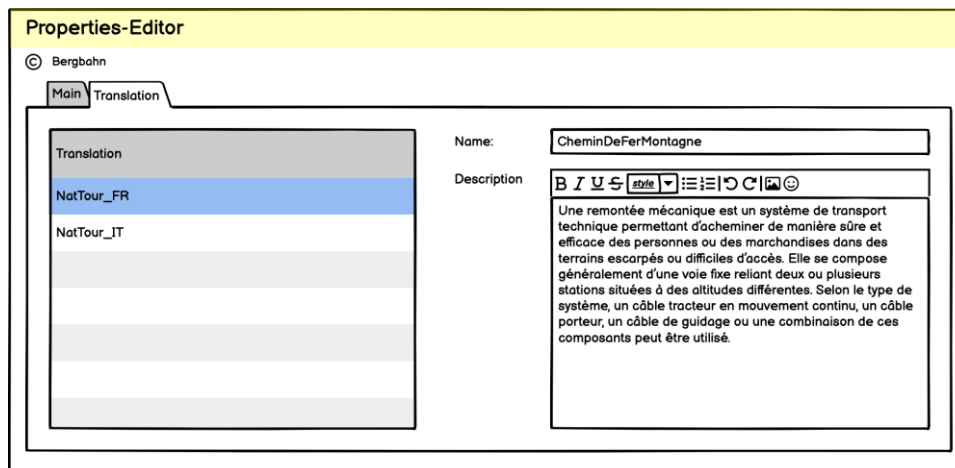 Properties-Editor
© Bergbahn
Main Translation
Translation
NatTour_FR
NatTour_IT
Name: CheminDeFerMontagne
Description
B I U S style
Une remontée mécanique est un système de transport
technique permettant d'acheminer de manière sûre et
efficace des personnes ou des marchandises dans des
terrains escarpés ou difficiles d'accès. Elle se compose
généralement d'une voie fixe reliant deux ou plusieurs
stations situées à des altitudes différentes. Selon le type de
système, un câble tracteur en mouvement continu, un câble
porteur, un câble de guidage ou une combinaison de ces
composants peut être utilisé.